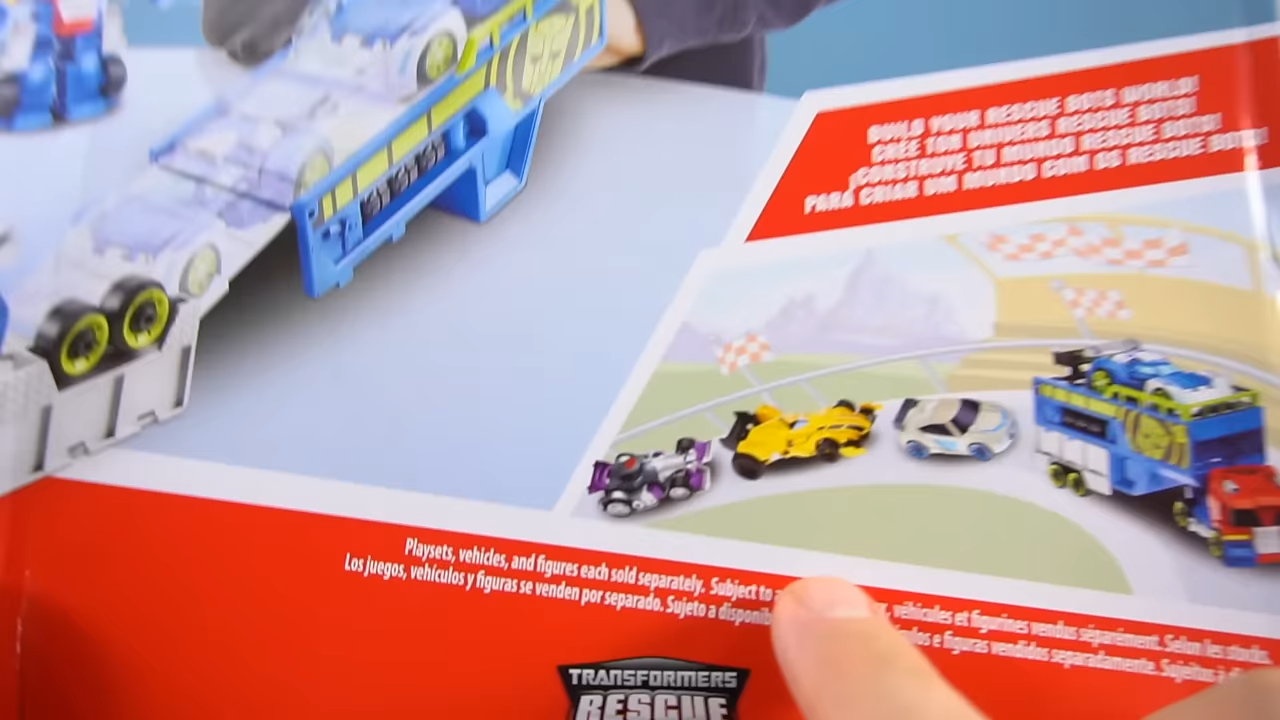 BUILD YOUR RESCUE BOTS WORLD!
CRÉE TON UNIVERS RESCUE BOTS!
¡CONSTRUYE TU MUNDO RESCUE BOTS!
PARA CRIAR UM MUNDO COM OS RESCUE BOTS!
Playsets, vehicles, and figures each sold separately. Subject to
véhicules et figurines vendus séparément. Selon les stocks.
Los juegos, vehículos y figuras se venden por separado. Sujeto a
e figuras vendidos separadamente. Sujeitos à
TRANSFORMERS
RESCUE